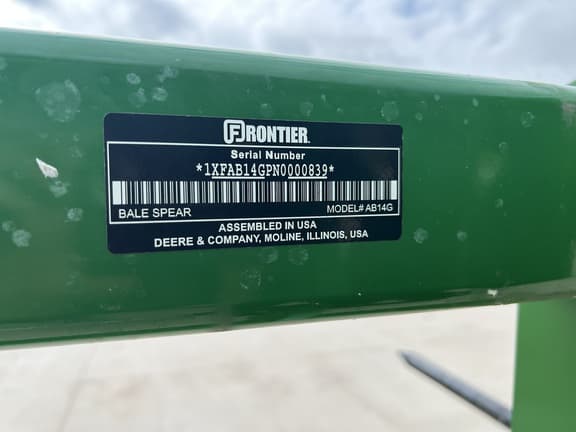 FRONTIER
Serial Number
*1XFAB14GPN0000839*
BALE SPEAR MODEL# AB14G
ASSEMBLED IN USA
DEERE & COMPANY, MOLINE, ILLINOIS, USA